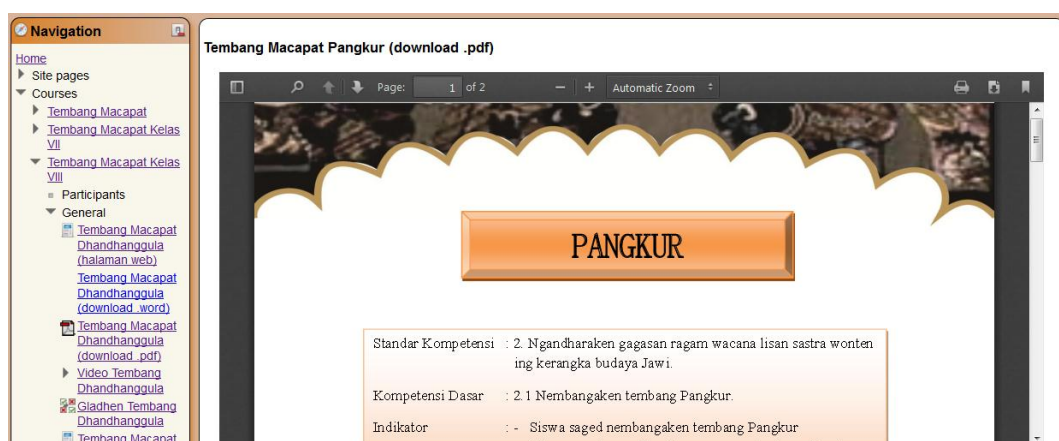 Navigation
Home
Site pages
Courses
Tembang Macapat
Tembang Macapat Kelas
VII
Tembang Macapat Kelas
VIII
Participants
General
Tembang Macapat
Dhandhanggula
(halaman web)
Tembang Macapat
Dhandhanggula
(download .word)
Tembang Macapat
Dhandhanggula
(download .pdf)
Video Tembang
Dhandhanggula
Gladhen Tembang
Dhandhanggula
Tembang Macapat
Tembang Macapat Pangkur (download .pdf)
Page: 1 of 2 Automatic Zoom
PANGKUR
Standar Kompetensi : 2. Ngandharaken gagasan ragam wacana lisan sastra wonten
ing kerangka budaya Jawi.
Kompetensi Dasar : 2.1 Nembangaken tembang Pangkur.
Indikator : - Siswa saged nembangaken tembang Pangkur